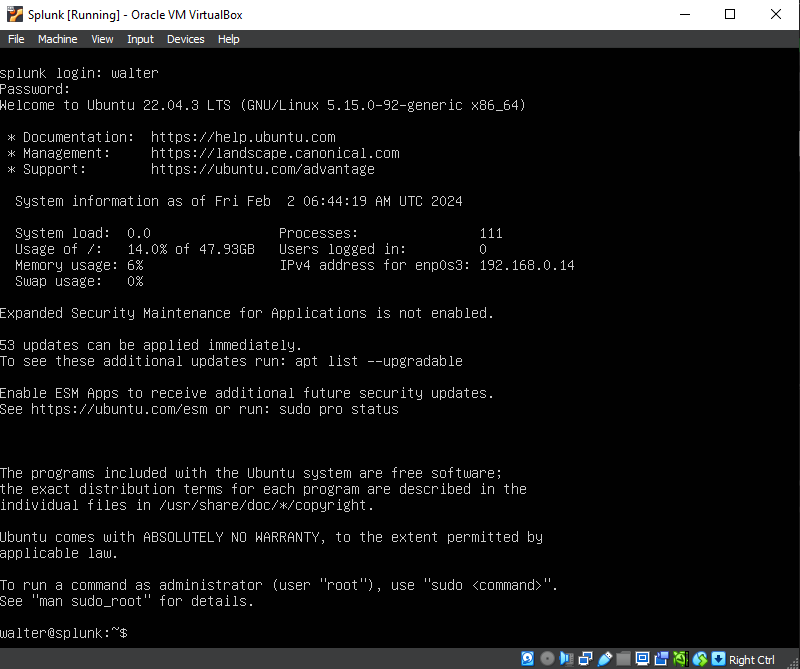 Splunk [Running] - Oracle VM VirtualBox
File Machine View Input Devices Help
splunk login: walter
Password:
Welcome to Ubuntu 22.04.3 LTS (GNU/Linux 5.15.0-92-generic x86_64)
* Documentation: https://help.ubuntu.com
* Management: https://landscape.canonical.com
* Support: https://ubuntu.com/advantage
System information as of Fri Feb 2 06:44:19 AM UTC 2024
System load: 0.0 Processes: 111
Usage of /: 14.0% of 47.93GB Users logged in: 0
Memory usage: 6% IPv4 address for enp0s3: 192.168.0.14
Swap usage: 0%
Expanded Security Maintenance for Applications is not enabled.
53 updates can be applied immediately.
To see these additional updates run: apt list --upgradable
Enable ESM Apps to receive additional future security updates.
See https://ubuntu.com/esm or run: sudo pro status
The programs included with the Ubuntu system are free software;
the exact distribution terms for each program are described in the
individual files in /usr/share/doc/*/copyright.
Ubuntu comes with ABSOLUTELY NO WARRANTY, to the extent permitted by
applicable law.
To run a command as administrator (user "root"), use "sudo <command>".
See "man sudo_root" for details.
walter@splunk:~$
Right Ctrl